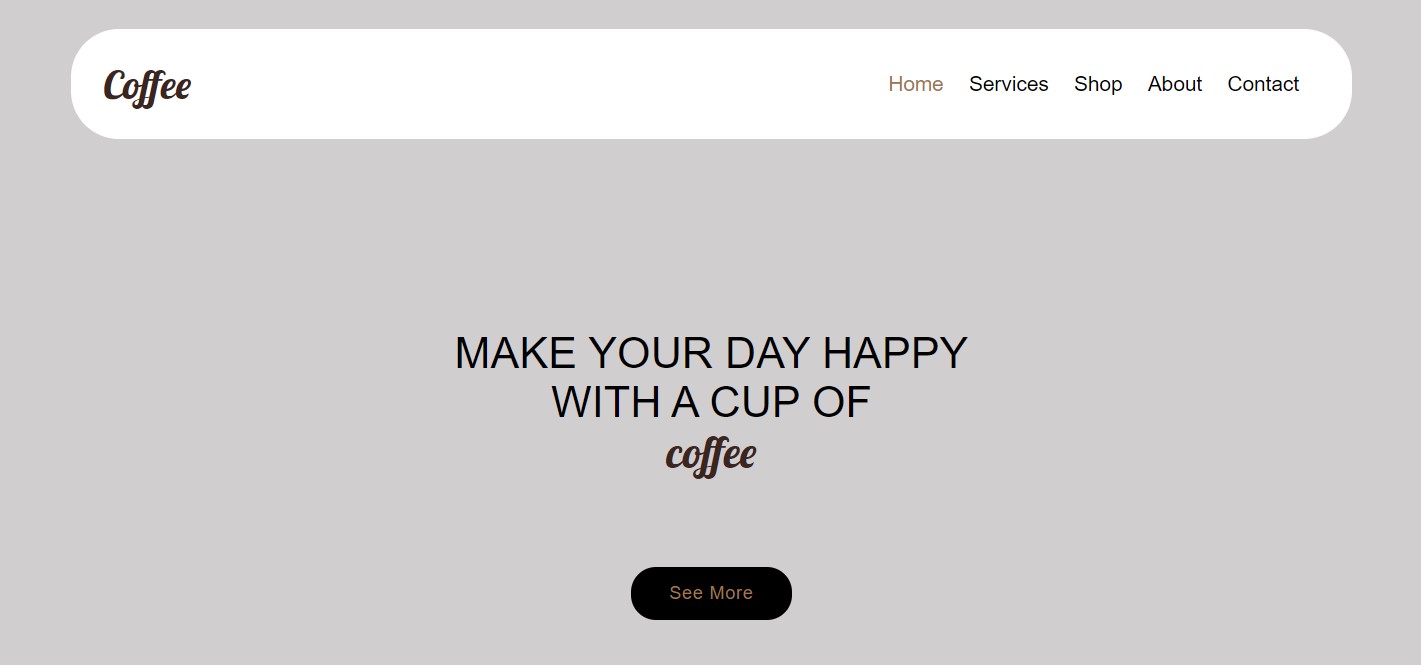 Coffee
Home Services Shop About Contact
MAKE YOUR DAY HAPPY
WITH A CUP OF
coffee
See More